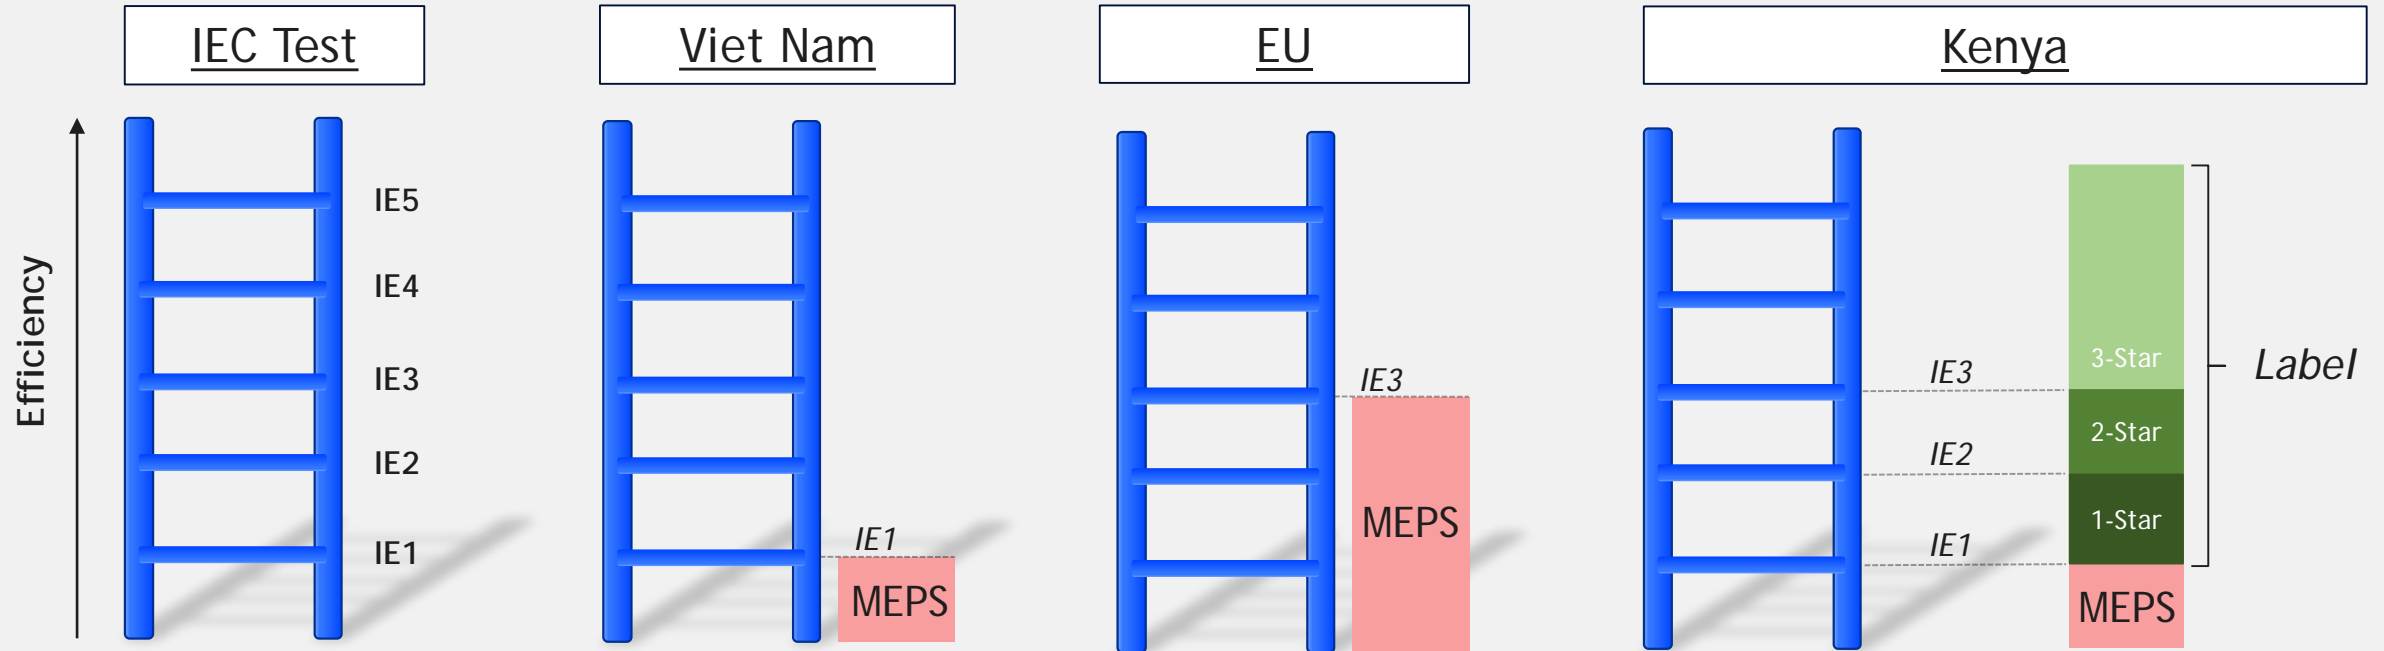 IEC Test
Viet Nam
EU
Kenya
Efficiency
IE5
IE4
IE3
IE2
IE1
IE1
MEPS
IE3
MEPS
IE3
IE2
IE1
3-Star
2-Star
1-Star
MEPS
Label